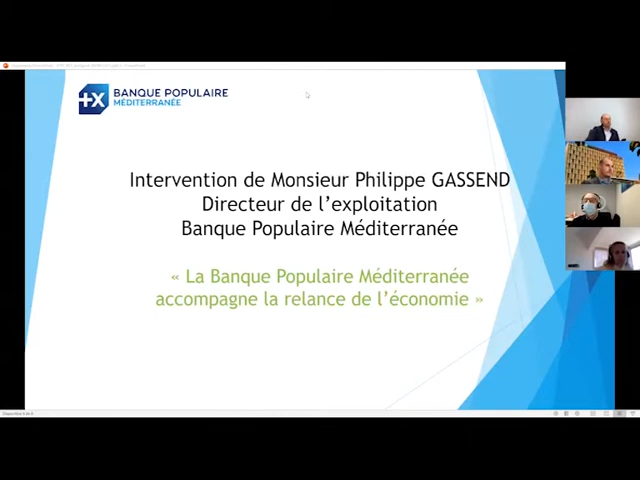 BANQUE POPULAIRE
MÉDITERRANÉE
Intervention de Monsieur Philippe GASSEND
Directeur de l’exploitation
Banque Populaire Méditerranée
« La Banque Populaire Méditerranée
accompagne la relance de l’économie »